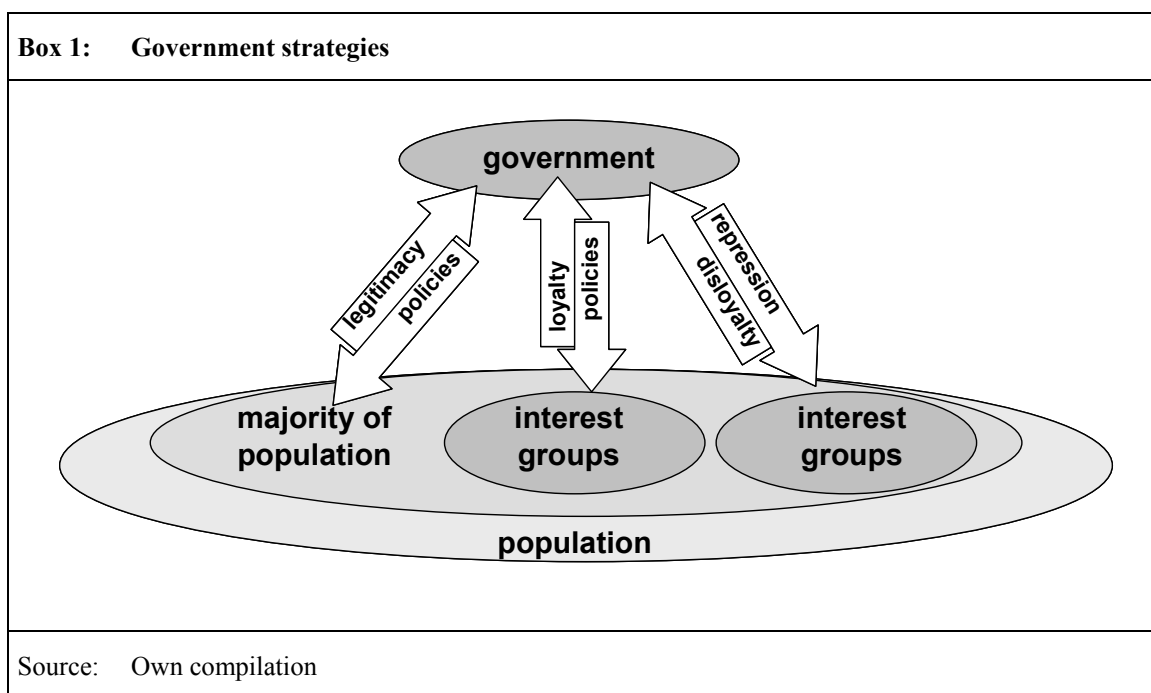 Box 1: Government strategies
government
legitimacy
policies
loyalty
policies
repression
disloyalty
majority of
population
interest
groups
interest
groups
population
Source: Own compilation